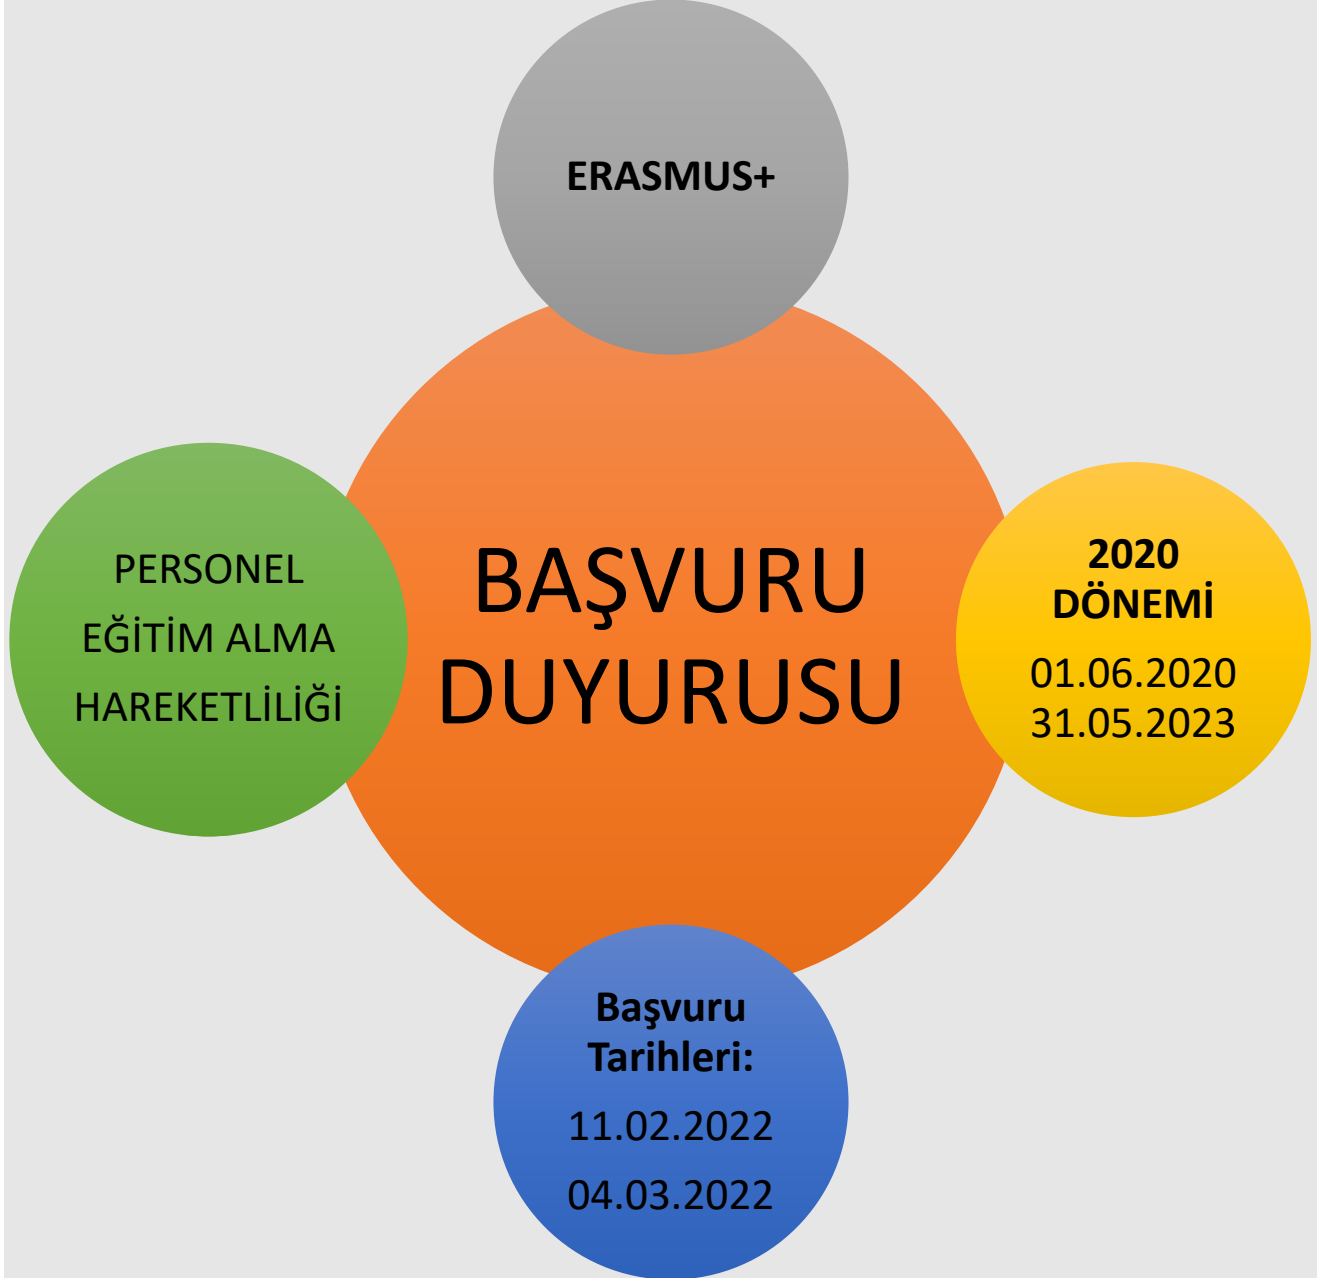 ERASMUS+
PERSONEL
EĞİTİM ALMA
HAREKETLİLİĞİ
BAŞVURU
DUYURUSU
2020
DÖNEMİ
01.06.2020
31.05.2023
Başvuru
Tarihleri:
11.02.2022
04.03.2022